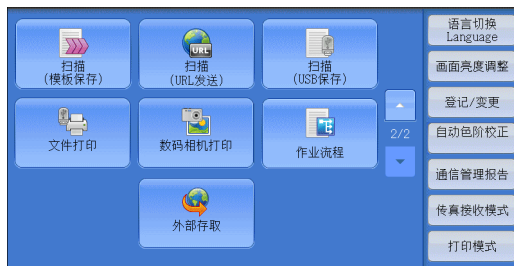 扫描
(模板保存)
URL
扫描
(URL发送)
扫描
(USB保存)
文件打印
数码相机打印
作业流程
外部存取
2/2
语言切换
Language
画面亮度调整
登记/变更
自动色阶校正
通信管理报告
传真接收模式
打印模式